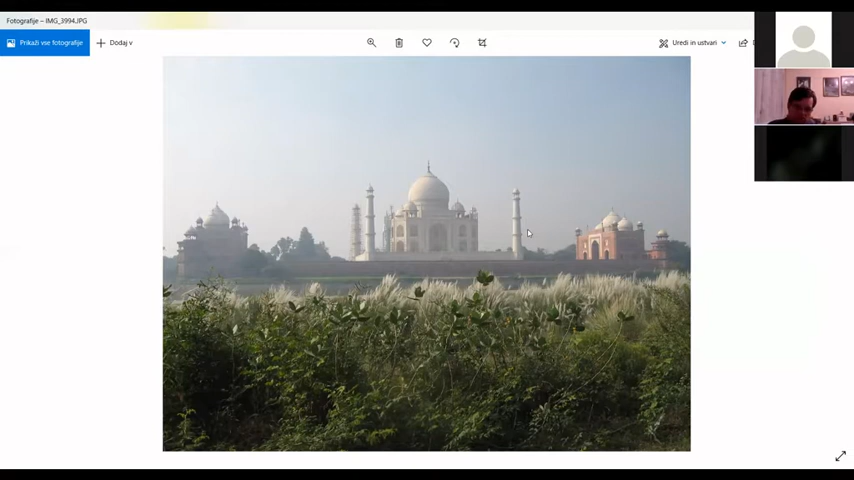 Fotografije – IMG_3994.JPG
Prikaži vse fotografije
Dodaj v
Uredi in ustvari